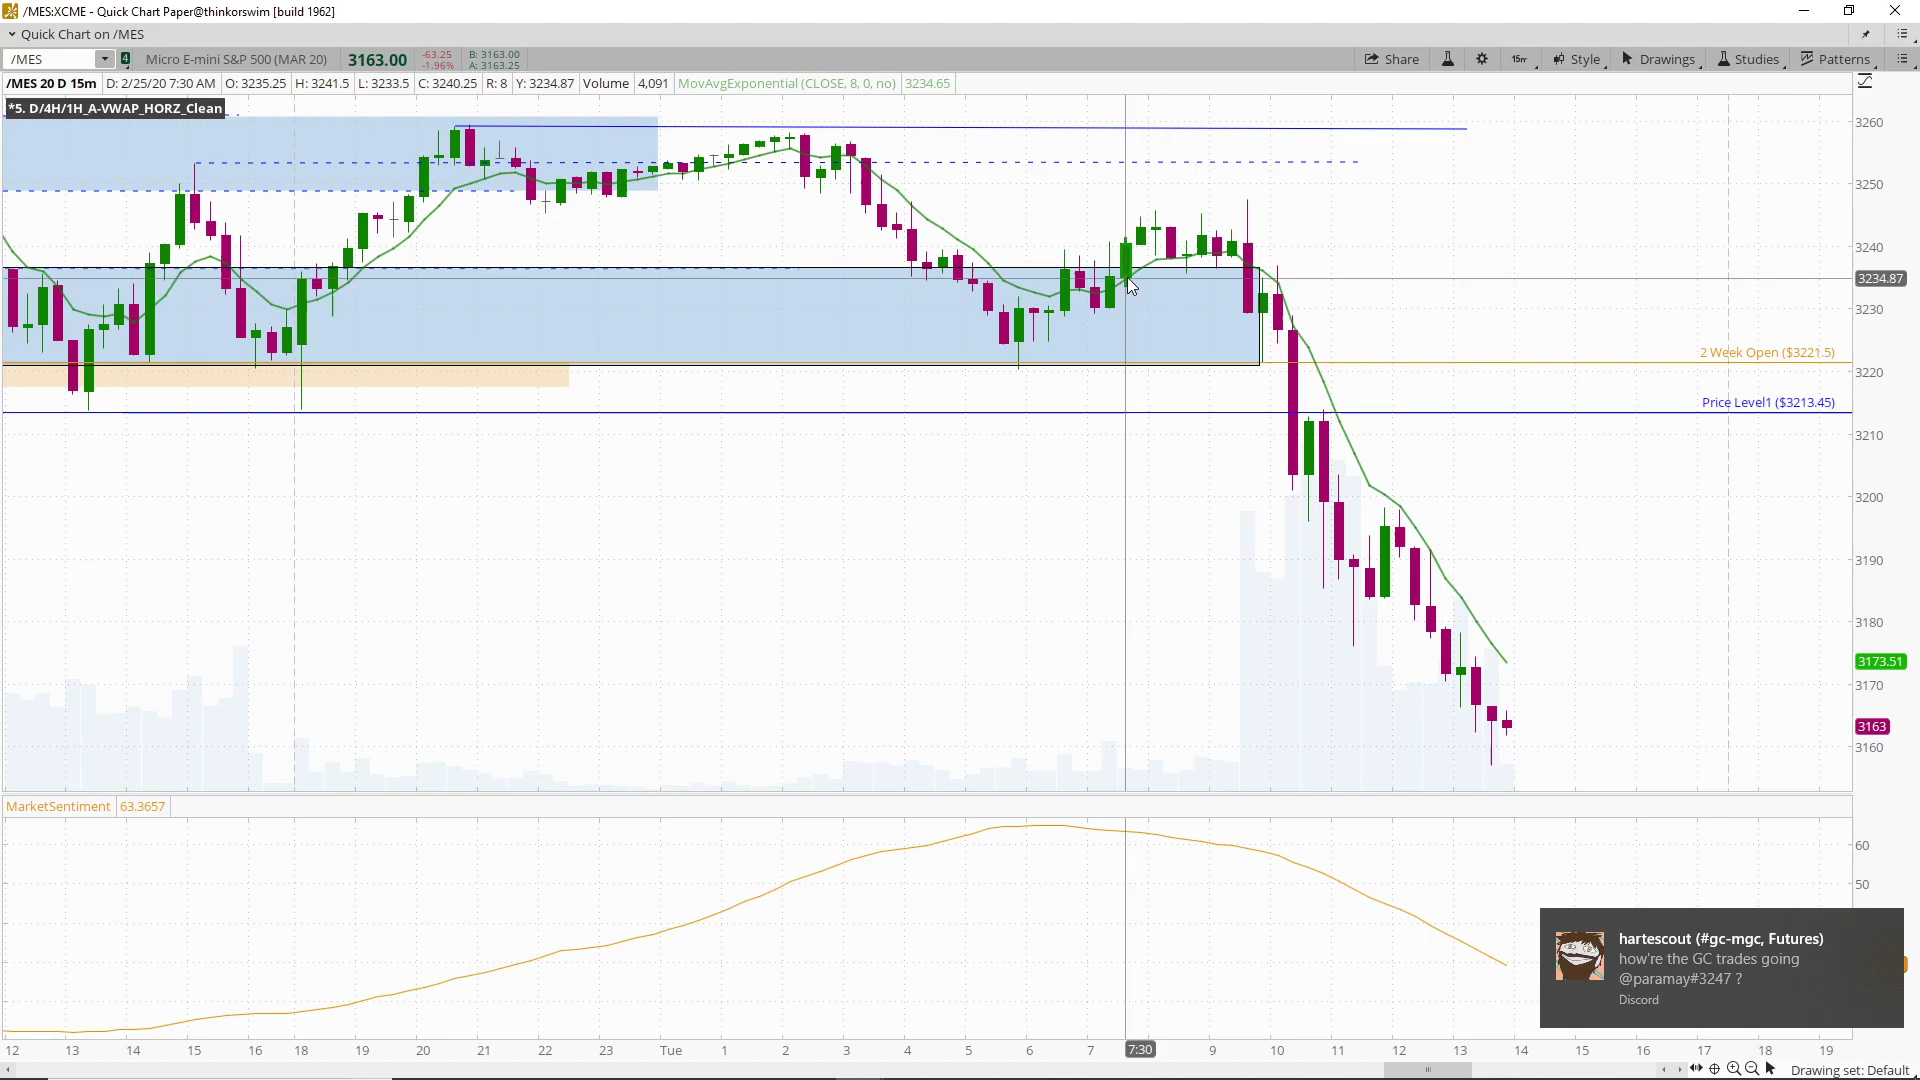 /MES:XCME - Quick Chart Paper@thinkorswim [build 1962]
Quick Chart on /MES
/MES
4
Micro E-mini S&P 500 (MAR 20)
3163.00
-63.25
-1.96%
B: 3163.00
A: 3163.25
Share
15m
Style
Drawings
Studies
Patterns
/MES 20 D 15m
D: 2/25/20 7:30 AM
O: 3235.25
H: 3241.5
L: 3233.5
C: 3240.25
R: 8
Y: 3234.87
Volume
4,091
MovAvgExponential (CLOSE, 8, 0, no)
3234.65
*5. D/4H/1H_A-VWAP_HORZ_Clean
3260
3250
3240
3234.87
3230
2 Week Open ($3221.5)
3220
Price Level1 ($3213.45)
3210
3200
3190
3180
3173.51
3170
3163
3160
MarketSentiment
63.3657
60
50
hartescout (#gc-mgc, Futures)
how're the GC trades going
@paramay#3247 ?
Discord
12
13
14
15
16
18
19
20
21
22
23
Tue
1
2
3
4
5
6
7
7:30
9
10
11
12
13
14
15
16
17
18
19
Drawing set: Default